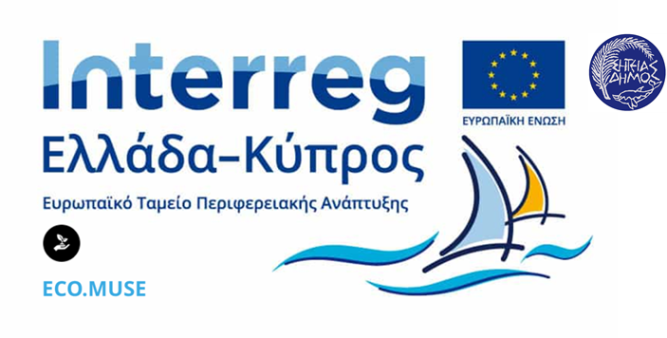 Interreg
ΕΥΡΩΠΑΪΚΗ ΕΝΩΣΗ
ΣΗΤΕΙΑΣ
ΔΗΜΟΣ
Ελλάδα–Κύπρος
Ευρωπαϊκό Ταμείο Περιφερειακής Ανάπτυξης
ECO.MUSE